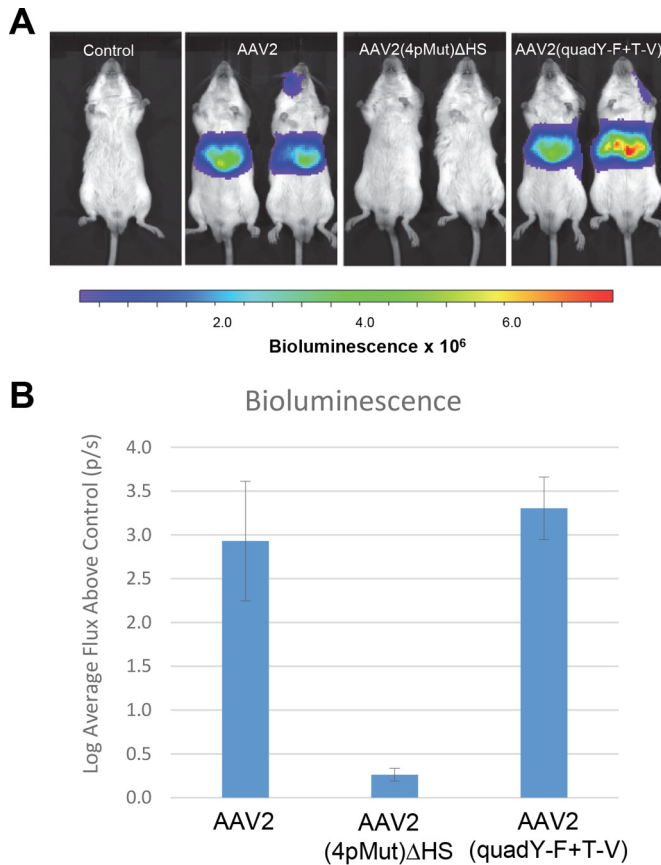 A
Control
AAV2
AAV2(4pMut)ΔHS
AAV2(quadY-F+T-V)
2.0
4.0
6.0
Bioluminescence x 10⁶
B
Bioluminescence
Log Average Flux Above Control (p/s)
4.0
3.5
3.0
2.5
2.0
1.5
1.0
0.5
0.0
AAV2
AAV2
(4pMut)ΔHS
AAV2
(quadY-F+T-V)